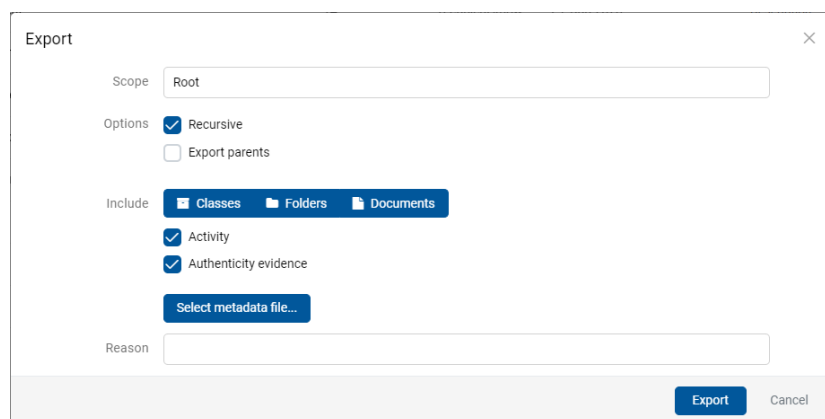 Export
Scope Root
Options Recursive
Export parents
Include Classes Folders Documents
Activity
Authenticity evidence
Select metadata file...
Reason
Export Cancel